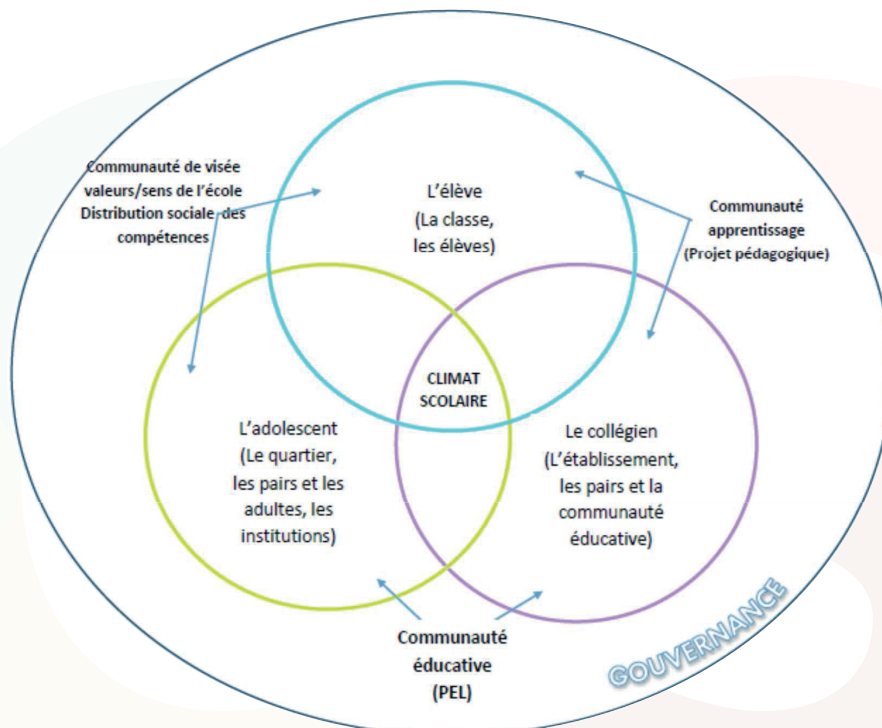 Communauté de visée
valeurs/sens de l'école
Distribution sociale des
compétences
L'élève
(La classe,
les élèves)
Communauté
apprentissage
(Projet pédagogique)
CLIMAT
SCOLAIRE
L'adolescent
(Le quartier,
les pairs et les
adultes, les
institutions)
Le collégien
(L'établissement,
les pairs et la
communauté
éducative)
Communauté
éducative
(PEL)
GOUVERNANCE